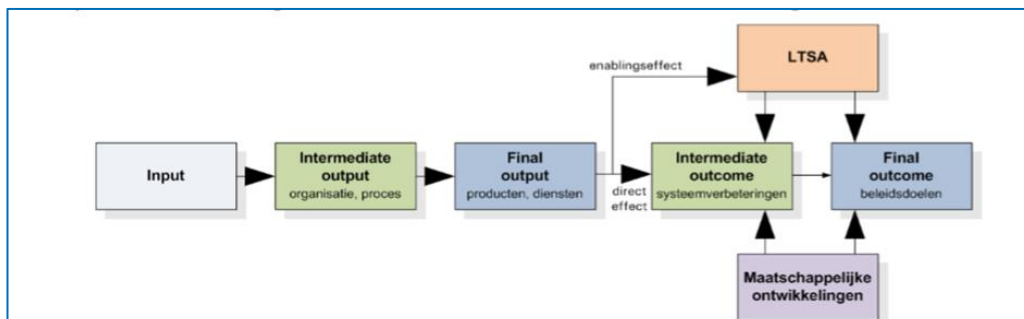 LTSA
enablingseffect
Input
Intermediate
output
organisatie, proces
Final
output
producten, diensten
direct
effect
Intermediate
outcome
systeemverbeteringen
Final
outcome
beleidsdoelen
Maatschappelijke
ontwikkelingen